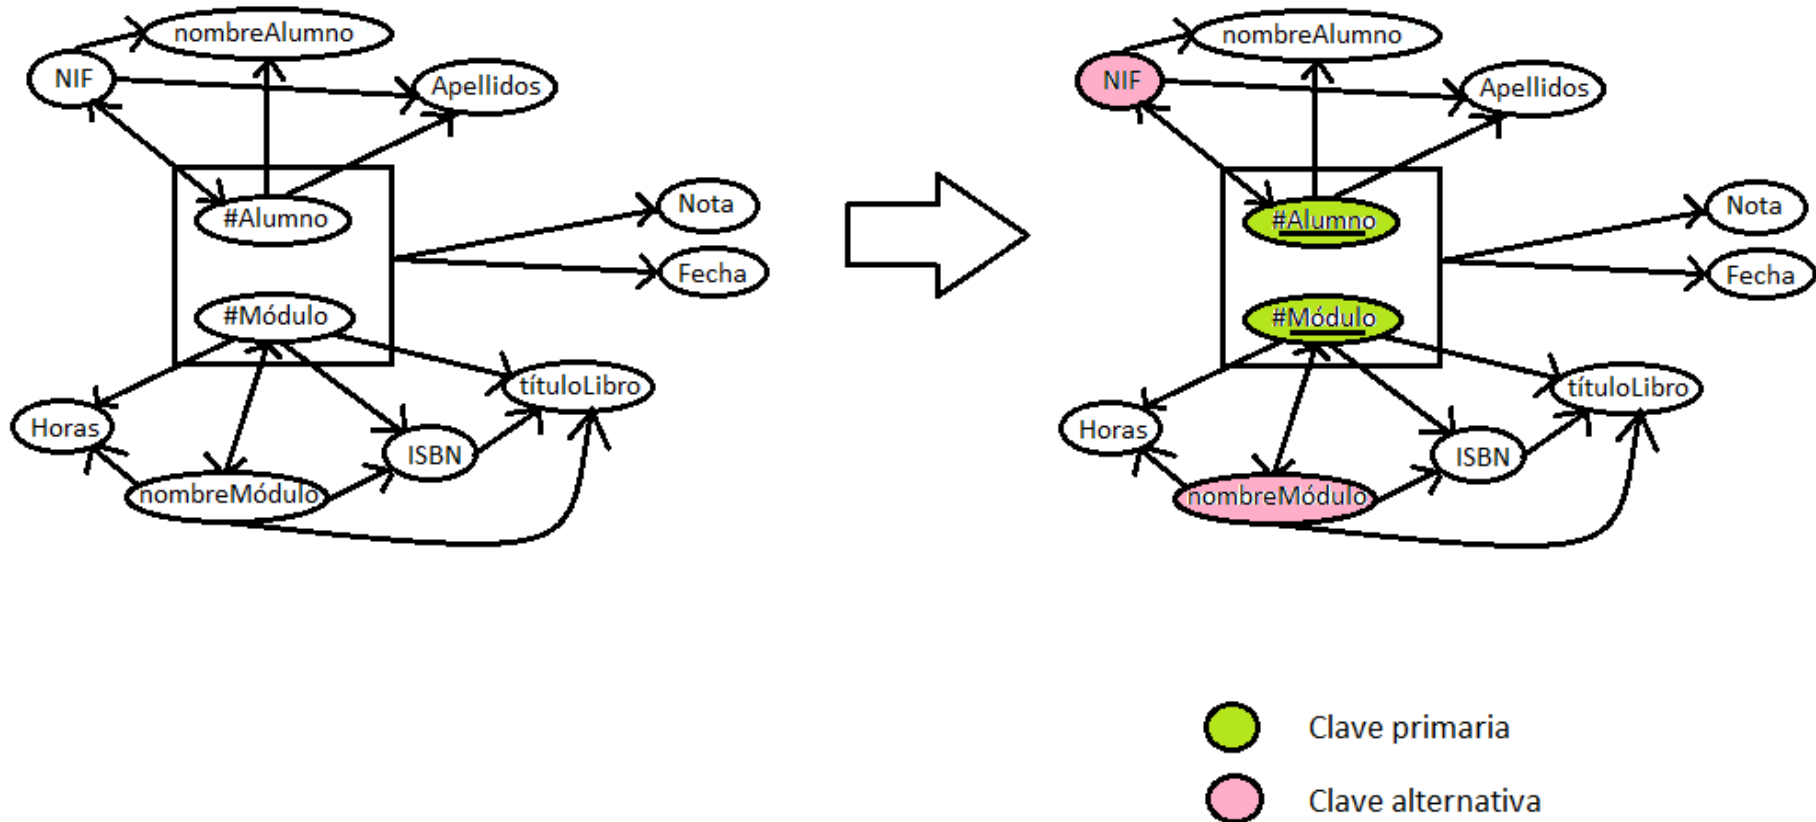 nombreAlumno
NIF
Apellidos
#Alumno
Nota
Fecha
#Módulo
títuloLibro
Horas
ISBN
nombreMódulo
nombreAlumno
NIF
Apellidos
#Alumno
Nota
Fecha
#Módulo
títuloLibro
Horas
ISBN
nombreMódulo
Clave primaria
Clave alternativa